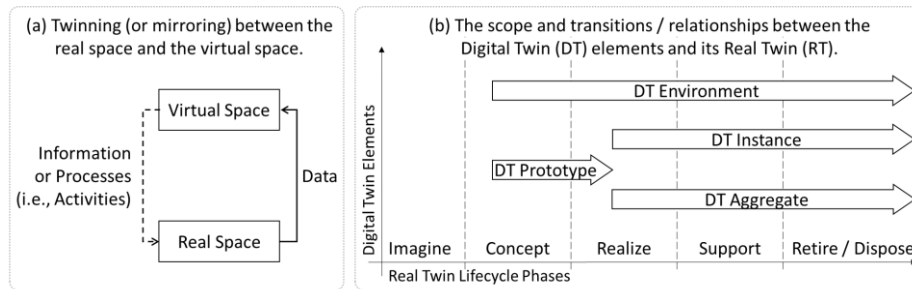 (a) Twinning (or mirroring) between the
real space and the virtual space.
Virtual Space
Information
or Processes
(i.e., Activities)
Data
Real Space
(b) The scope and transitions / relationships between the
Digital Twin (DT) elements and its Real Twin (RT).
Digital Twin Elements
DT Environment
DT Instance
DT Prototype
DT Aggregate
Imagine
Concept
Realize
Support
Retire / Dispose
Real Twin Lifecycle Phases